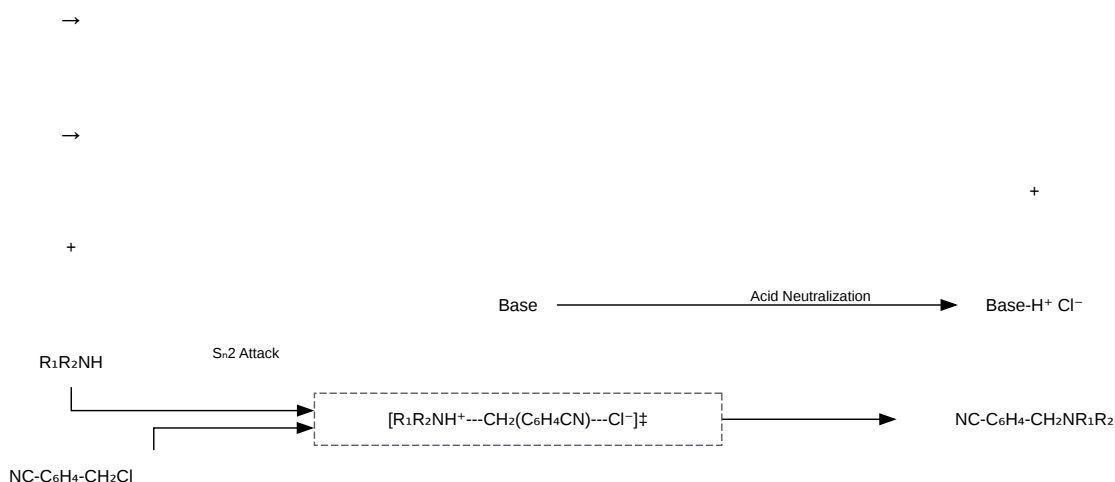 →
→
+
+
Base
Acid Neutralization
Base-H⁺ Cl⁻
Sₙ2 Attack
R₁R₂NH
[R₁R₂NH⁺---CH₂(C₆H₄CN)---Cl⁻]‡
NC-C₆H₄-CH₂NR₁R₂
NC-C₆H₄-CH₂Cl